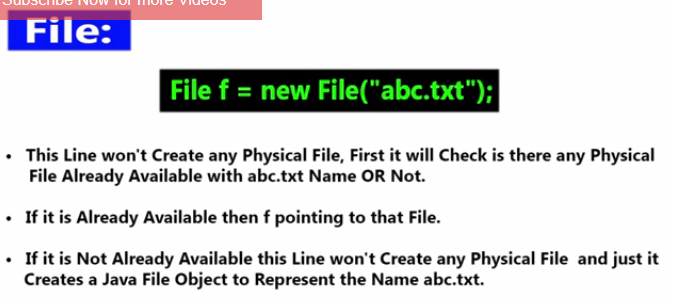 Subscribe Now for more Videos
File:
File f = new File("abc.txt");
• This Line won't Create any Physical File, First it will Check is there any Physical
File Already Available with abc.txt Name OR Not.
• If it is Already Available then f pointing to that File.
• If it is Not Already Available this Line won't Create any Physical File and just it
Creates a Java File Object to Represent the Name abc.txt.